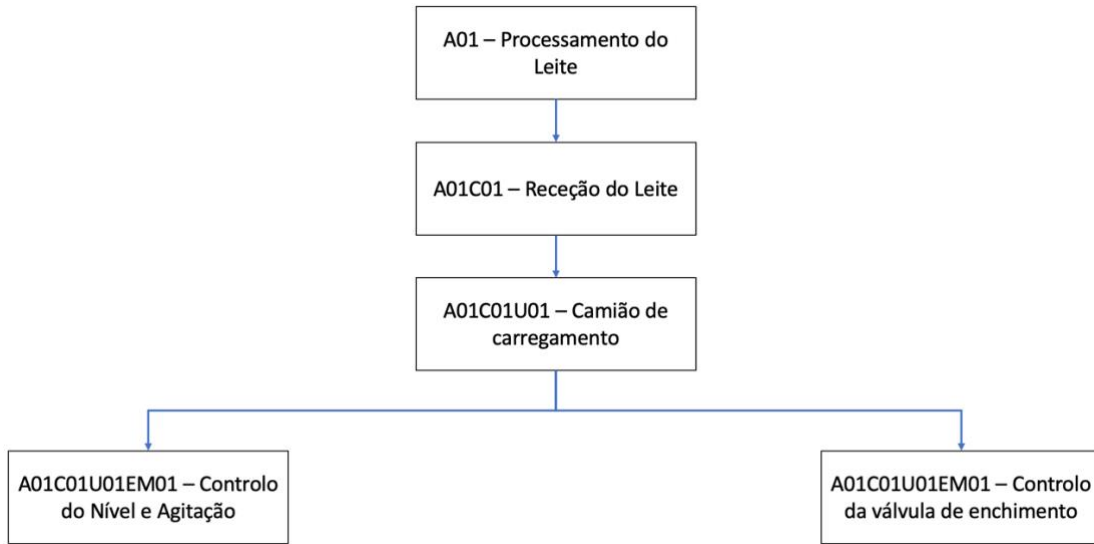 A01 – Processamento do
Leite
A01C01 – Receção do Leite
A01C01U01 – Camião de
carregamento
A01C01U01EM01 – Controlo
do Nível e Agitação
A01C01U01EM01 – Controlo
da válvula de enchimento